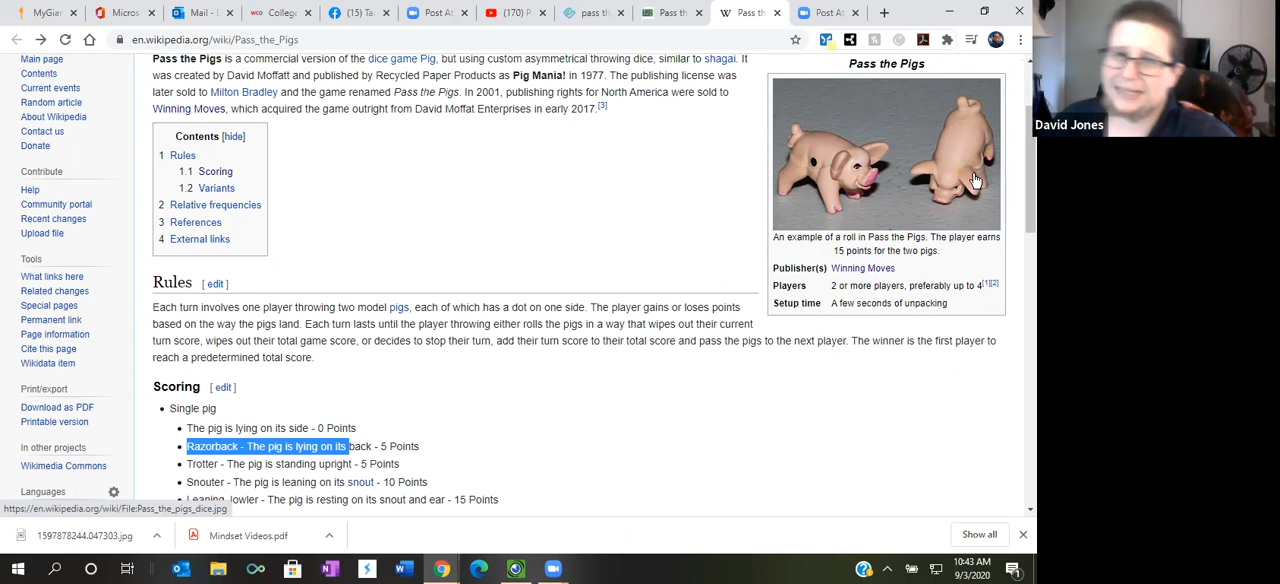 MyGiar
Micros
Mail - L
College
(15) Ta
Post At
(170) P
pass th
Pass th
Pass th
Post At
en.wikipedia.org/wiki/Pass_the_Pigs
Main page
Contents
Current events
Random article
About Wikipedia
Contact us
Donate
Contribute
Help
Community portal
Recent changes
Upload file
Tools
What links here
Related changes
Special pages
Permanent link
Page information
Cite this page
Wikidata item
Print/export
Download as PDF
Printable version
In other projects
Wikimedia Commons
Languages
Pass the Pigs is a commercial version of the dice game Pig, but using custom asymmetrical throwing dice, similar to shagai. It
was created by David Moffatt and published by Recycled Paper Products as Pig Mania! in 1977. The publishing license was
later sold to Milton Bradley and the game renamed Pass the Pigs. In 2001, publishing rights for North America were sold to
Winning Moves, which acquired the game outright from David Moffat Enterprises in early 2017.[3]
Contents [hide]
1 Rules
1.1 Scoring
1.2 Variants
2 Relative frequencies
3 References
4 External links
Pass the Pigs
An example of a roll in Pass the Pigs. The player earns
15 points for the two pigs.
Publisher(s) Winning Moves
Players 2 or more players, preferably up to 4[1][2]
Setup time A few seconds of unpacking
Rules [ edit ]
Each turn involves one player throwing two model pigs, each of which has a dot on one side. The player gains or loses points
based on the way the pigs land. Each turn lasts until the player throwing either rolls the pigs in a way that wipes out their current
turn score, wipes out their total game score, or decides to stop their turn, add their turn score to their total score and pass the pigs to the next player. The winner is the first player to
reach a predetermined total score.
Scoring [ edit ]
• Single pig
• The pig is lying on its side - 0 Points
• Razorback - The pig is lying on its back - 5 Points
• Trotter - The pig is standing upright - 5 Points
• Snouter - The pig is leaning on its snout - 10 Points
• Leaning Jowler - The pig is resting on its snout and ear - 15 Points
https://en.wikipedia.org/wiki/File:Pass_the_pigs_dice.jpg
David Jones
1597878244.047303.jpg
Mindset Videos.pdf
Show all
10:43 AM
9/3/2020